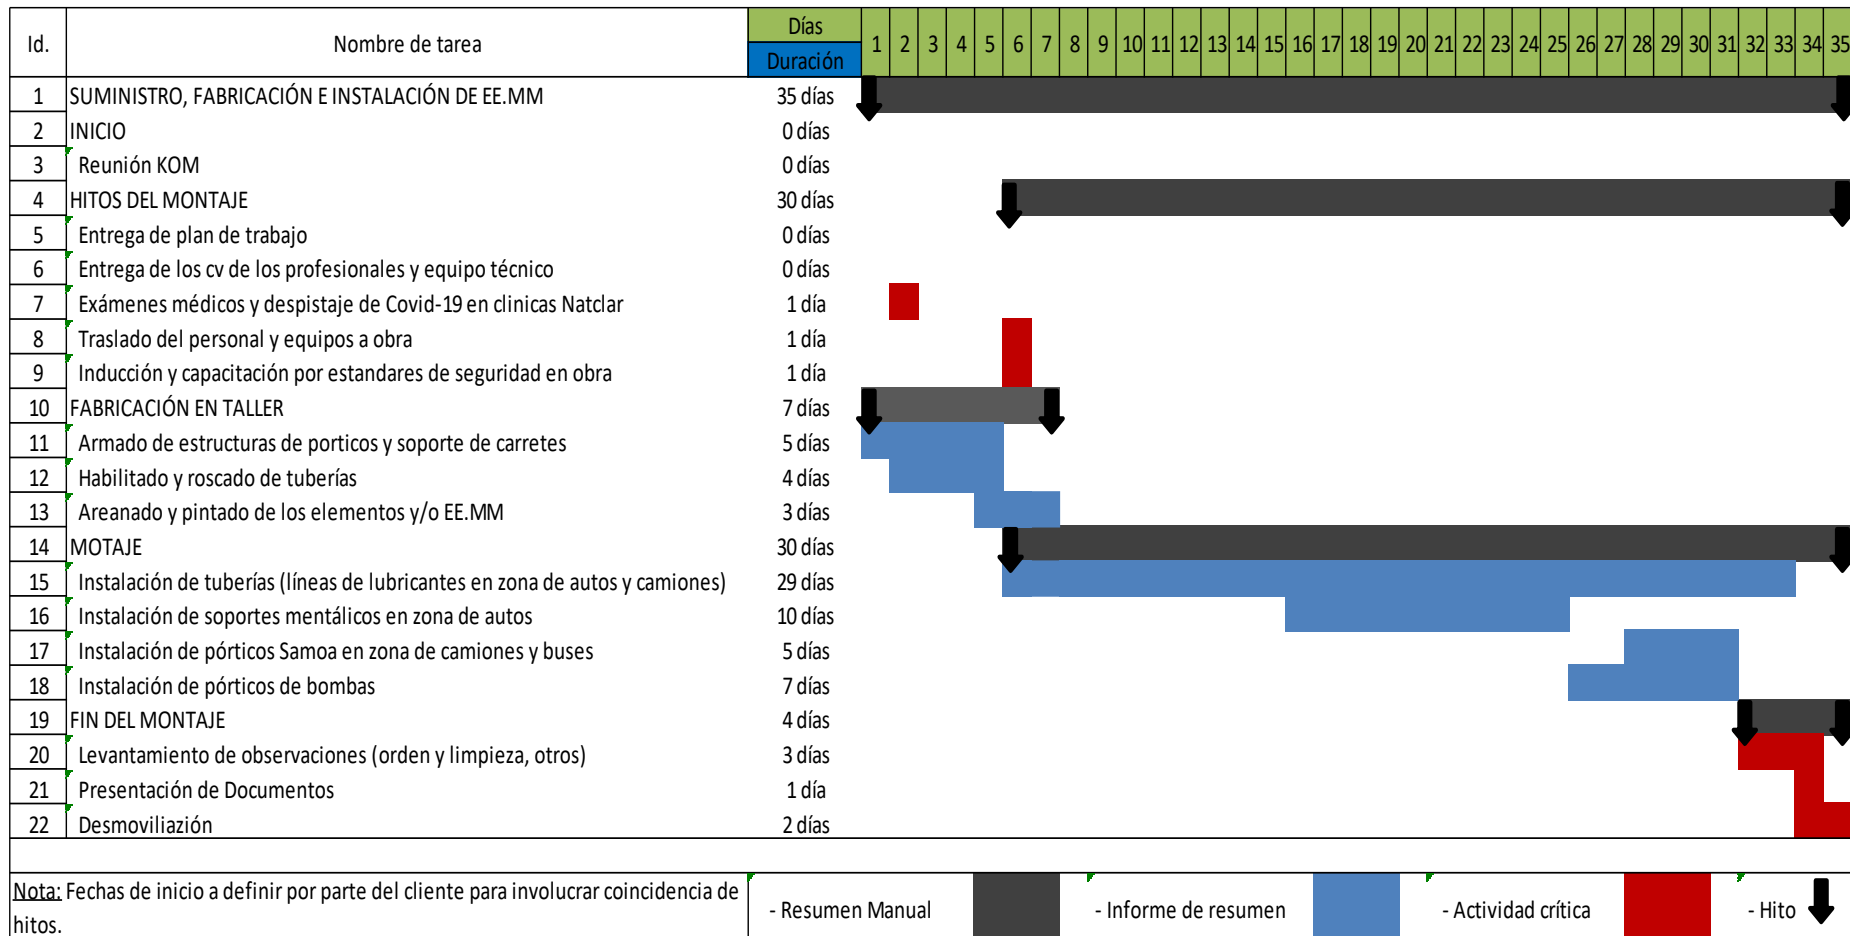 Id. Nombre de tarea Días 1 2 3 4 5 6 7 8 9 10 11 12 13 14 15 16 17 18 19 20 21 22 23 24 25 26 27 28 29 30 31 32 33 34 35
Duración
1 SUMINISTRO, FABRICACIÓN E INSTALACIÓN DE EE.MM 35 días
2 INICIO 0 días
3 Reunión KOM 0 días
4 HITOS DEL MONTAJE 30 días
5 Entrega de plan de trabajo 0 días
6 Entrega de los cv de los profesionales y equipo técnico 0 días
7 Exámenes médicos y despistaje de Covid-19 en clinicas Natclar 1 día
8 Traslado del personal y equipos a obra 1 día
9 Inducción y capacitación por estandares de seguridad en obra 1 día
10 FABRICACIÓN EN TALLER 7 días
11 Armado de estructuras de porticos y soporte de carretes 5 días
12 Habilitado y roscado de tuberías 4 días
13 Areanado y pintado de los elementos y/o EE.MM 3 días
14 MOTAJE 30 días
15 Instalación de tuberías (líneas de lubricantes en zona de autos y camiones) 29 días
16 Instalación de soportes mentálicos en zona de autos 10 días
17 Instalación de pórticos Samoa en zona de camiones y buses 5 días
18 Instalación de pórticos de bombas 7 días
19 FIN DEL MONTAJE 4 días
20 Levantamiento de observaciones (orden y limpieza, otros) 3 días
21 Presentación de Documentos 1 día
22 Desmoviliazión 2 días
Nota: Fechas de inicio a definir por parte del cliente para involucrar coincidencia de
hitos.
- Resumen Manual - Informe de resumen - Actividad crítica - Hito